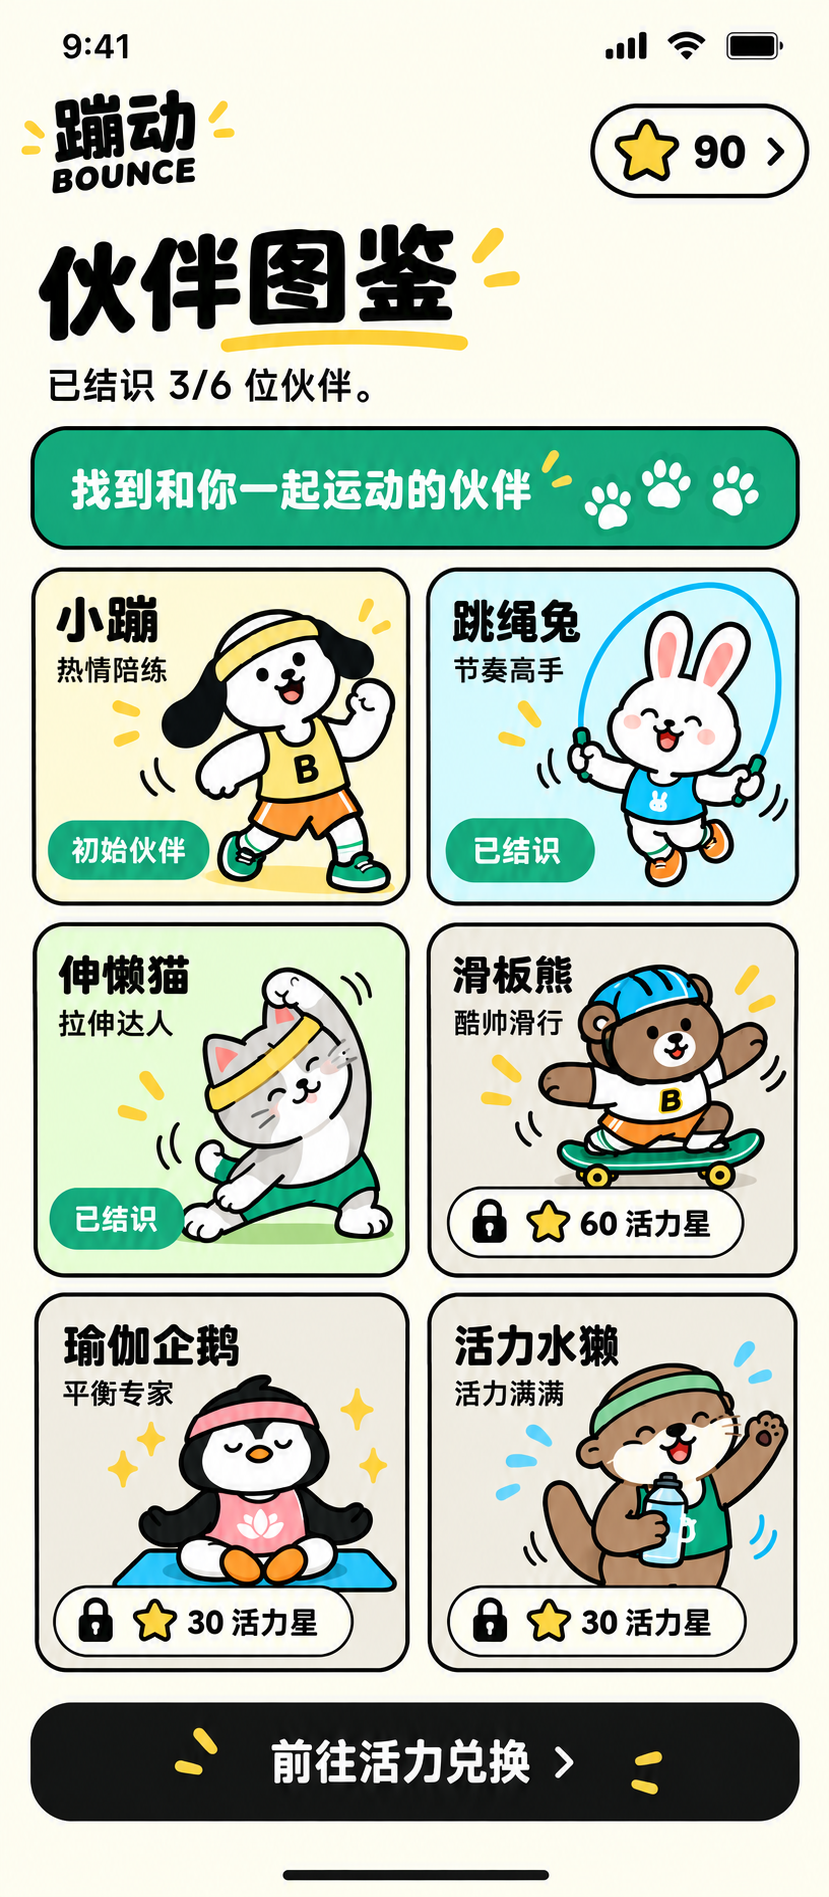 9:41
蹦动
BOUNCE
90
伙伴图鉴
已结识 3/6 位伙伴。
找到和你一起运动的伙伴
小蹦
热情陪练
B
初始伙伴
跳绳兔
节奏高手
已结识
伸懒猫
拉伸达人
已结识
滑板熊
酷帅滑行
B
60 活力星
瑜伽企鹅
平衡专家
30 活力星
活力水獭
活力满满
30 活力星
前往活力兑换